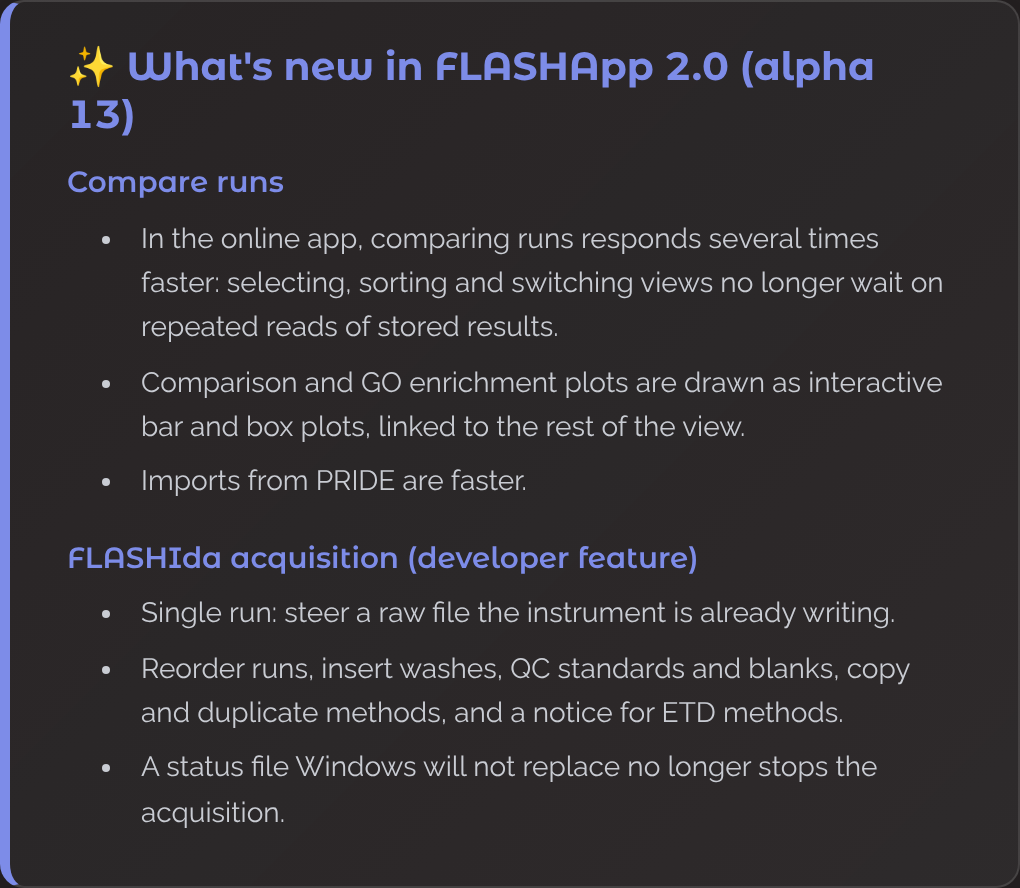 ✨ What's new in FLASHApp 2.0 (alpha
13)
Compare runs
• In the online app, comparing runs responds several times
faster: selecting, sorting and switching views no longer wait on
repeated reads of stored results.
• Comparison and GO enrichment plots are drawn as interactive
bar and box plots, linked to the rest of the view.
• Imports from PRIDE are faster.
FLASHIda acquisition (developer feature)
• Single run: steer a raw file the instrument is already writing.
• Reorder runs, insert washes, QC standards and blanks, copy
and duplicate methods, and a notice for ETD methods.
• A status file Windows will not replace no longer stops the
acquisition.